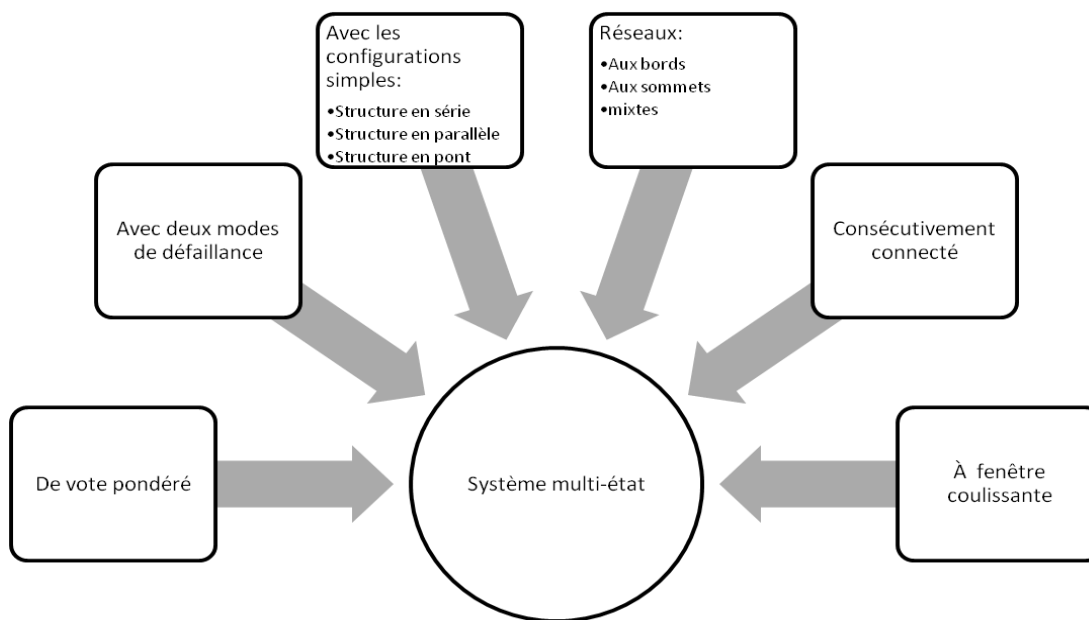 Avec les
configurations
simples:
•Structure en série
•Structure en parallèle
•Structure en pont
Réseaux:
•Aux bords
•Aux sommets
•mixtes
Avec deux modes
de défaillance
Consécutivement
connecté
De vote pondéré
Système multi-état
À fenêtre
coulissante